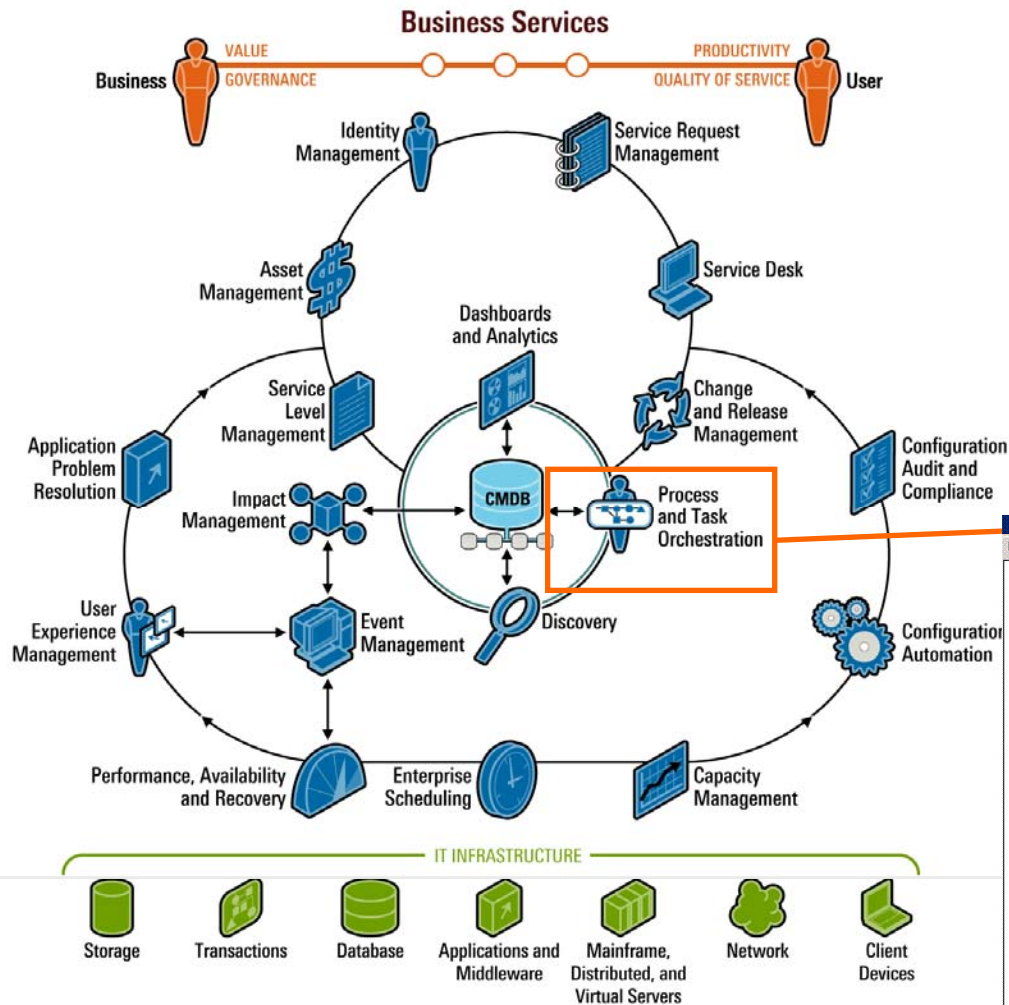 Business Services
VALUE
PRODUCTIVITY
Business
GOVERNANCE
QUALITY OF SERVICE
User
Identity
Management
Service Request
Management
Asset
Management
Service Desk
Dashboards
and Analytics
Service
Level
Management
Change
and Release
Management
Application
Problem
Resolution
Configuration
Audit and
Compliance
Impact
Management
CMDB
Process
and Task
Orchestration
User
Experience
Management
Event
Management
Discovery
Configuration
Automation
Performance, Availability
and Recovery
Enterprise
Scheduling
Capacity
Management
IT INFRASTRUCTURE
Storage
Transactions
Database
Applications and
Middleware
Mainframe,
Distributed, and
Virtual Servers
Network
Client
Devices